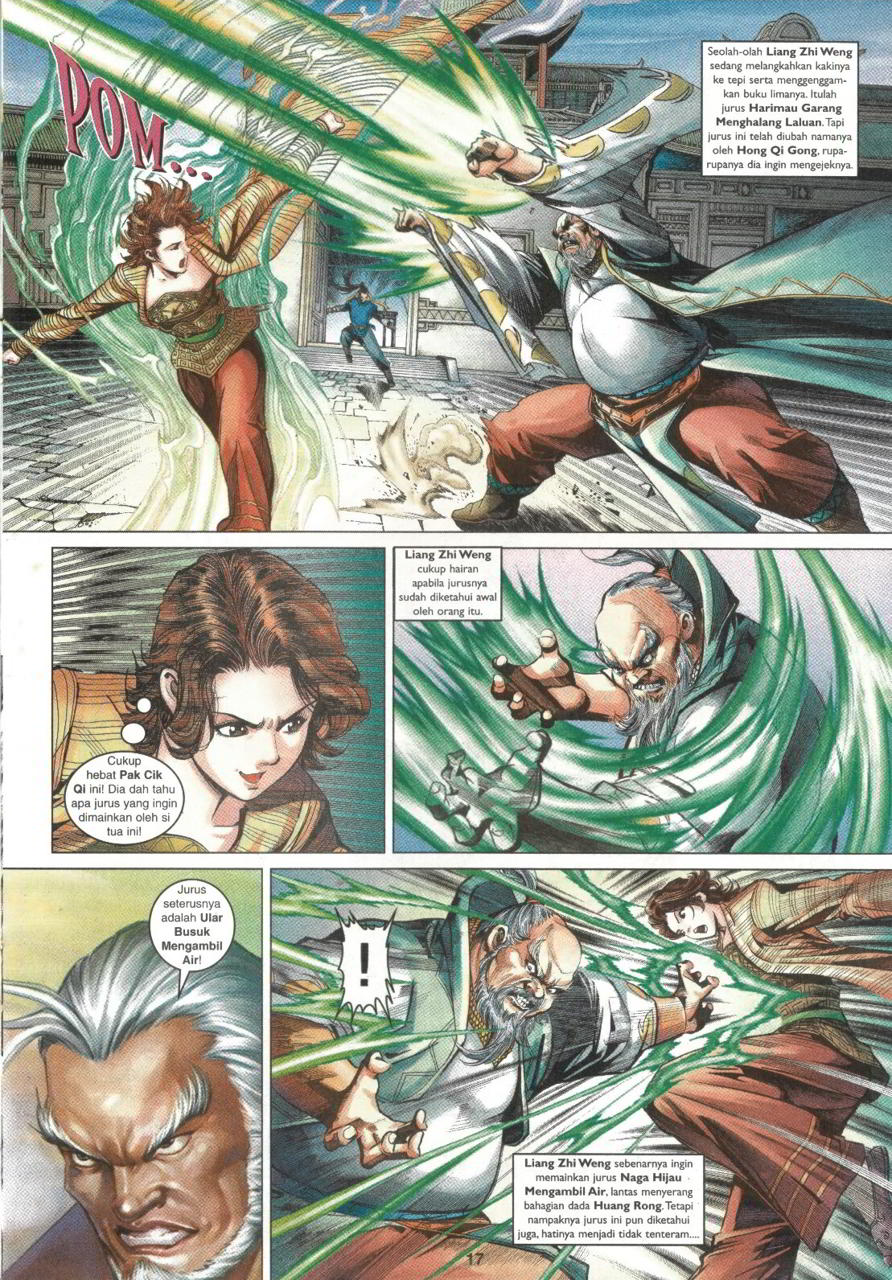 POM...
Seolah-olah Liang Zhi Weng
sedang melangkahkan kakinya
ke tepi serta menggenggam-
kan buku limanya. Itulah
jurus Harimau Garang
Menghalang Laluan. Tapi
jurus ini telah diubah namanya
oleh Hong Qi Gong, rupa-
rupanya dia ingin mengejeknya.
Cukup
hebat Pak Cik
Qi ini! Dia dah tahu
apa jurus yang ingin
dimainkan oleh si
tua ini!
Liang Zhi Weng
cukup hairan
apabila jurusnya
sudah diketahui awal
oleh orang itu.
Jurus
seterusnya
adalah Ular
Busuk
Mengambil
Air!
!
Liang Zhi Weng sebenarnya ingin
memainkan jurus Naga Hijau
Mengambil Air, lantas menyerang
bahagian dada Huang Rong. Tetapi
nampaknya jurus ini pun diketahui
juga, hatinya menjadi tidak tenteram....
17